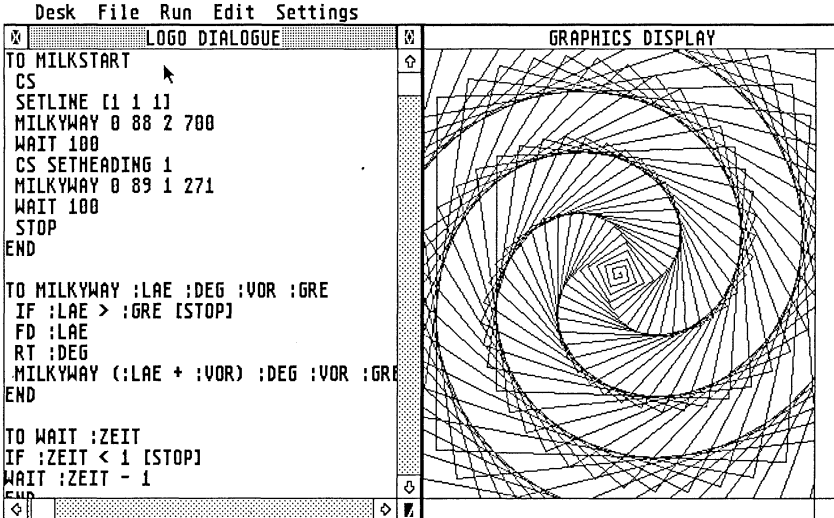 Desk File Run Edit Settings
LOGO DIALOGUE
GRAPHICS DISPLAY
TO MILKSTART
CS
SETLINE [1 1 1]
MILKYWAY 0 88 2 700
WAIT 100
CS SETHEADING 1
MILKYWAY 0 89 1 271
WAIT 100
STOP
END
TO MILKYWAY :LAE :DEG :VOR :GRE
IF :LAE > :GRE [STOP]
FD :LAE
RT :DEG
MILKYWAY (:LAE + :VOR) :DEG :VOR :GRE
END
TO WAIT :ZEIT
IF :ZEIT < 1 [STOP]
WAIT :ZEIT - 1
END